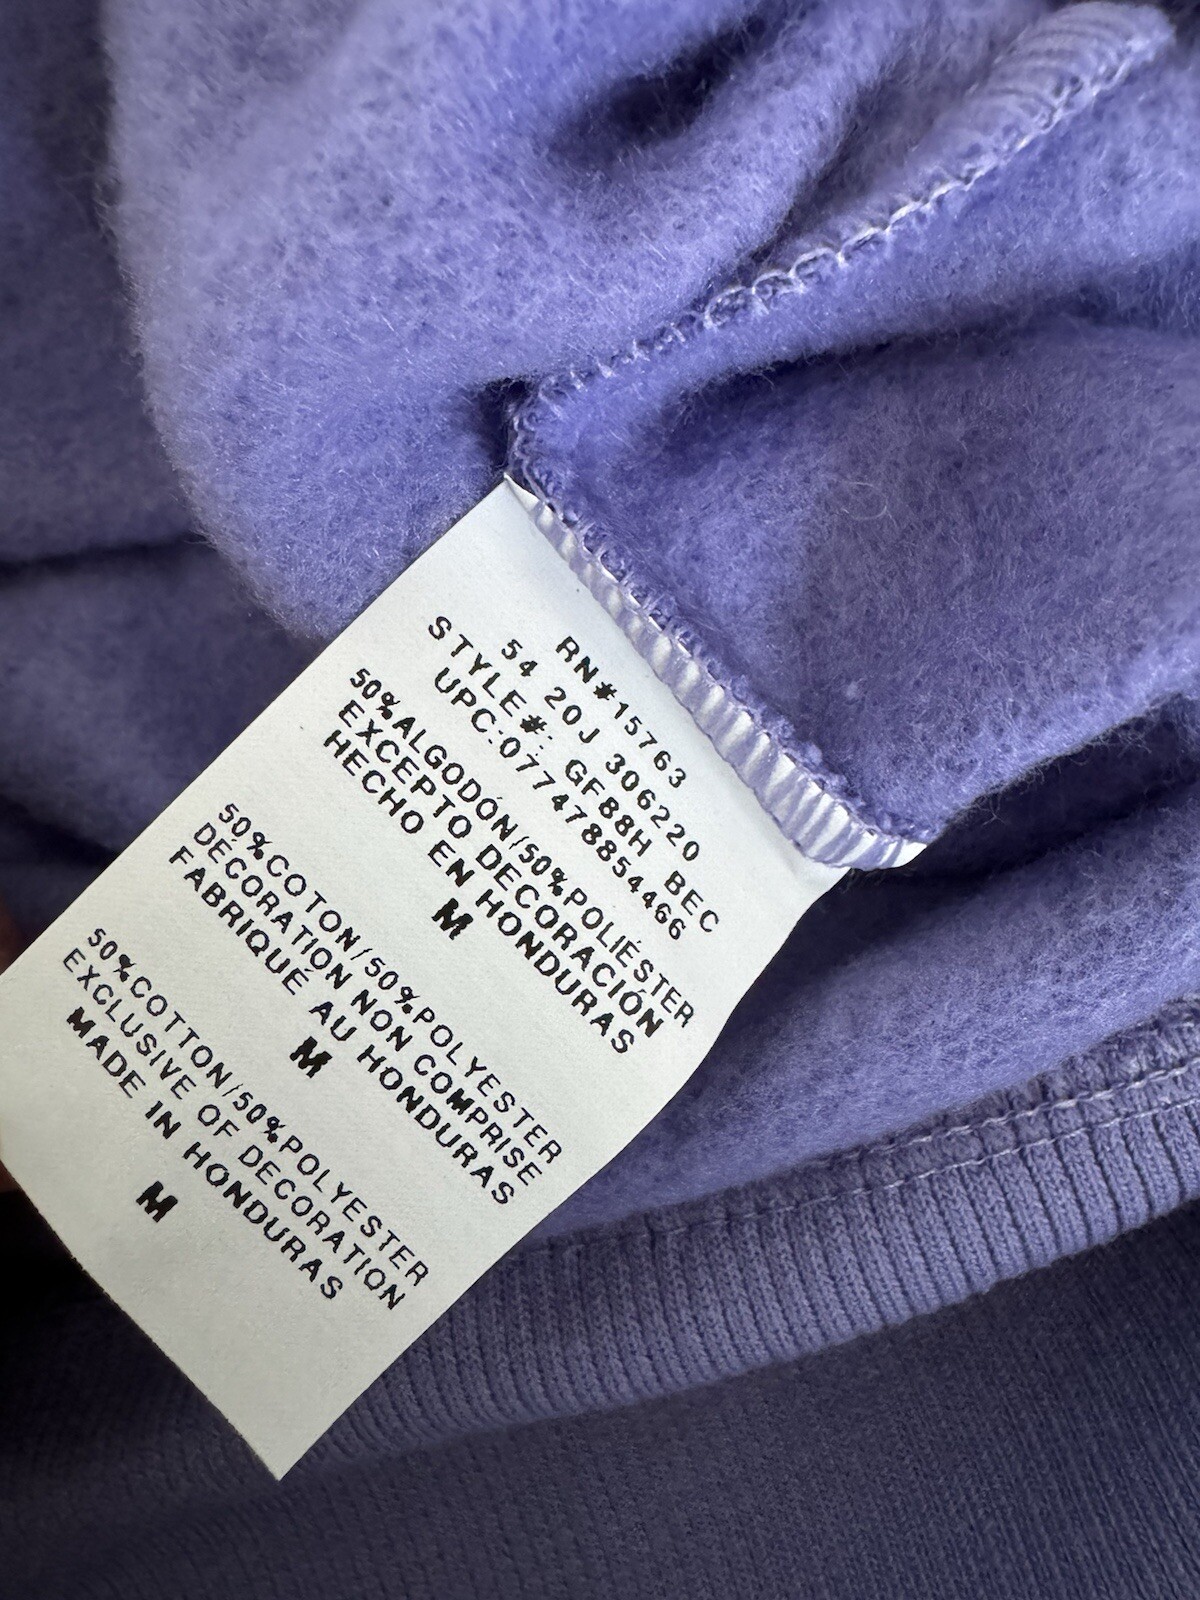 RN#15763
54 20J 306220
STYLE#: GF88H BEC
UPC:077478854466
50%ALGODÓN/50%POLIÉSTER
EXCEPTO DECORACIÓN
HECHO EN HONDURAS
M
50%COTON/50%POLYESTER
DÉCORATION NON COMPRISE
FABRIQUÉ AU HONDURAS
M
50%COTTON/50%POLYESTER
EXCLUSIVE OF DECORATION
MADE IN HONDURAS
M